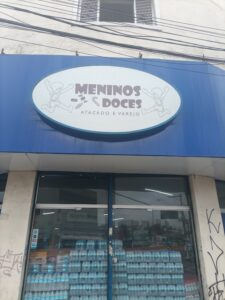 MENINOS
DOCES
ATACADO E VAREJO